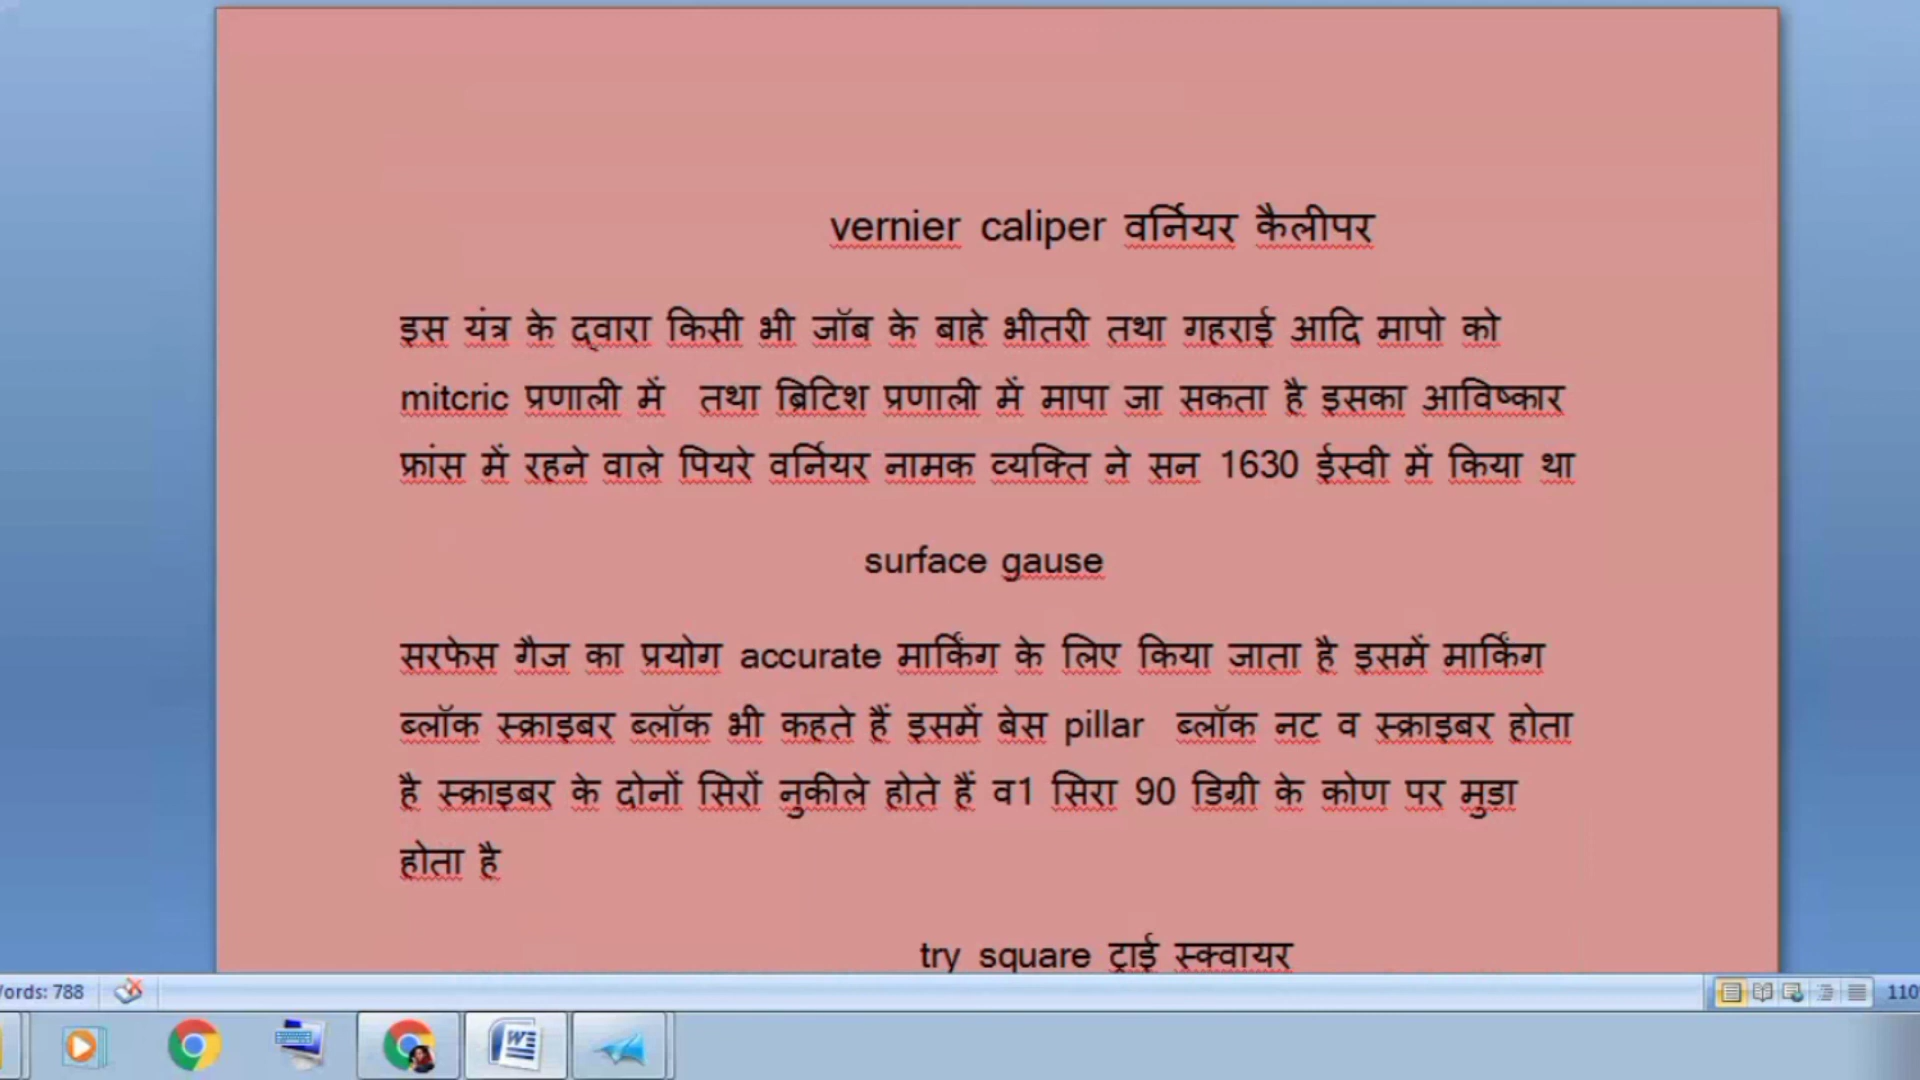 vernier caliper वर्नियर कैलीपर
इस यंत्र के द्वारा किसी भी जॉब के बाहे भीतरी तथा गहराई आदि मापो को
mitcric प्रणाली में तथा ब्रिटिश प्रणाली में मापा जा सकता है इसका आविष्कार
फ्रांस में रहने वाले पियरे वर्नियर नामक व्यक्ति ने सन 1630 ईस्वी में किया था
surface gause
सरफेस गैज का प्रयोग accurate मार्किंग के लिए किया जाता है इसमें मार्किंग
ब्लॉक स्क्राइबर ब्लॉक भी कहते हैं इसमें बेस pillar ब्लॉक नट व स्क्राइबर होता
है स्क्राइबर के दोनों सिरों नुकीले होते हैं व1 सिरा 90 डिग्री के कोण पर मुडा
होता है
try square ट्राई स्क्वायर
ords: 788
110